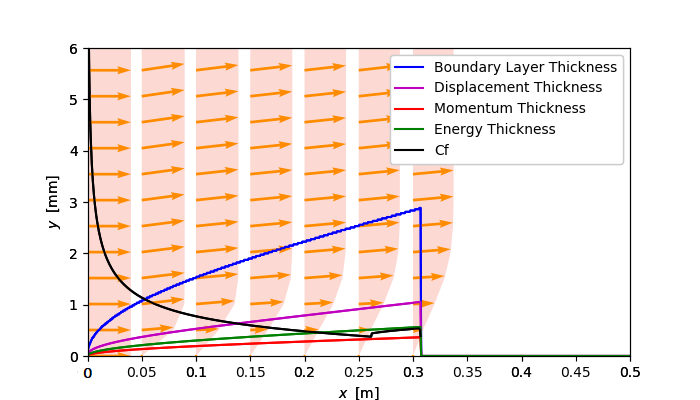 6
5
4
3
2
1
0
y [mm]
Boundary Layer Thickness
Displacement Thickness
Momentum Thickness
Energy Thickness
Cf
0 0.05 0.1 0.15 0.2 0.25 0.3 0.35 0.4 0.45 0.5
x [m]